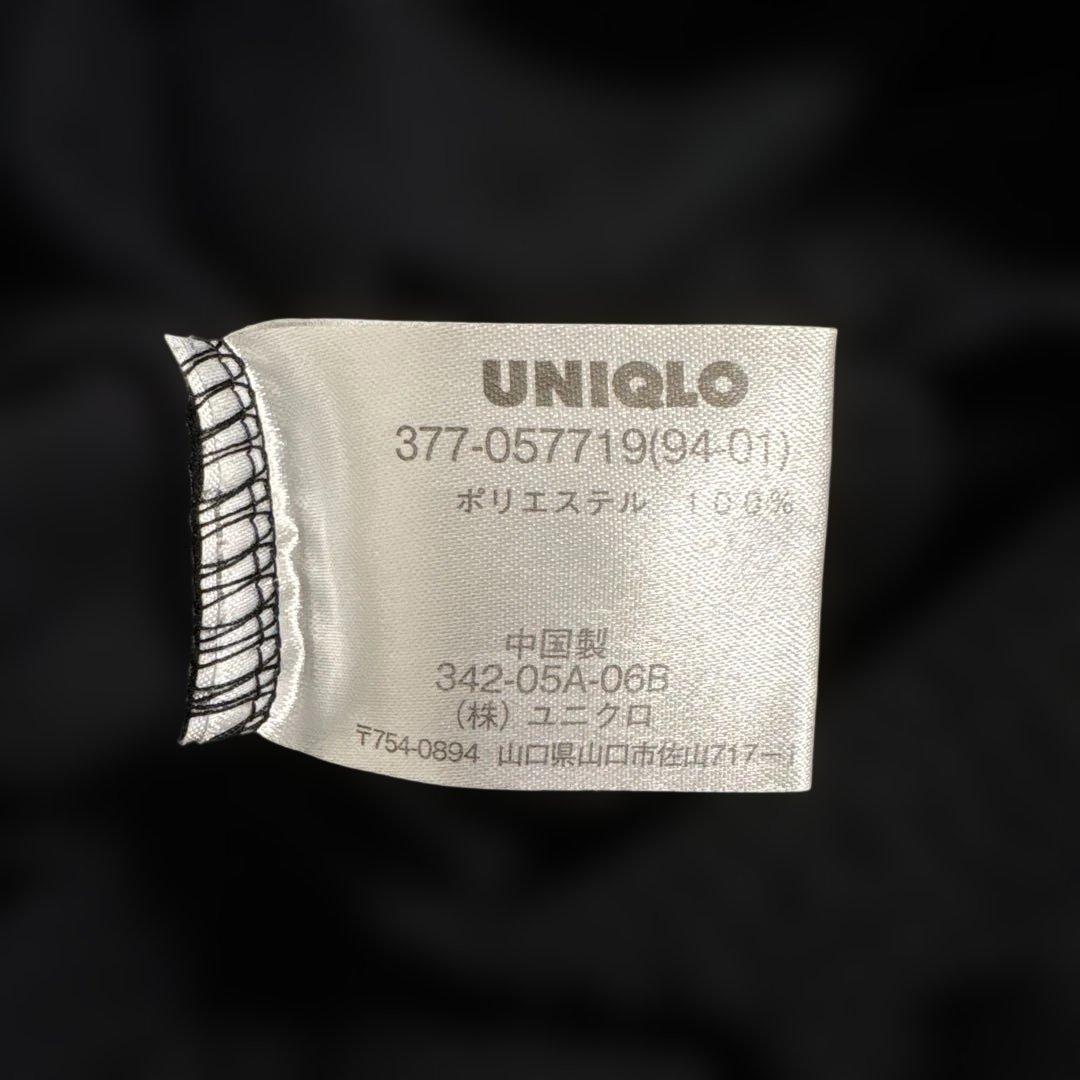 UNIQLO
377-057719(94-01)
ポリエステル 100%
中国製
342-05A-06B
(株) ユニクロ
〒754-0894 山口県山口市佐山717-1